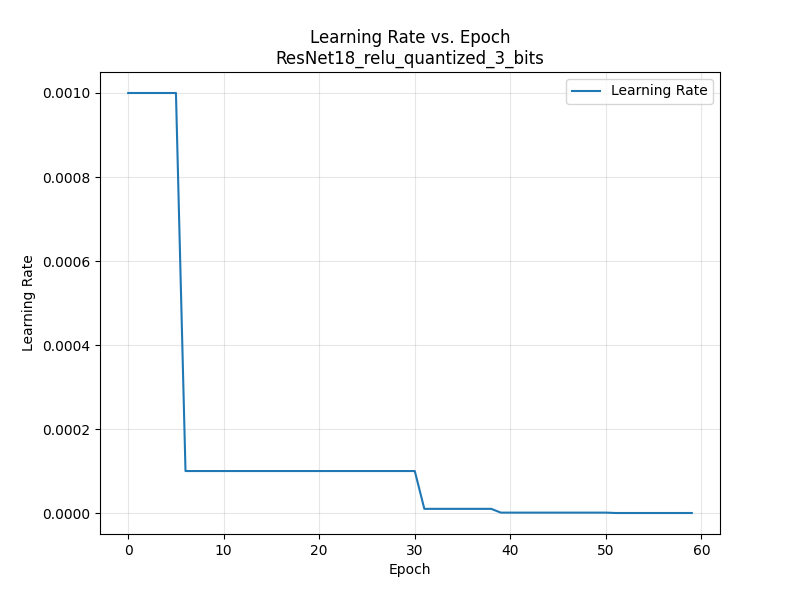 Learning Rate vs. Epoch
ResNet18_relu_quantized_3_bits
Learning Rate
0.0010
0.0008
0.0006
0.0004
0.0002
0.0000
Learning Rate
0 10 20 30 40 50 60
Epoch